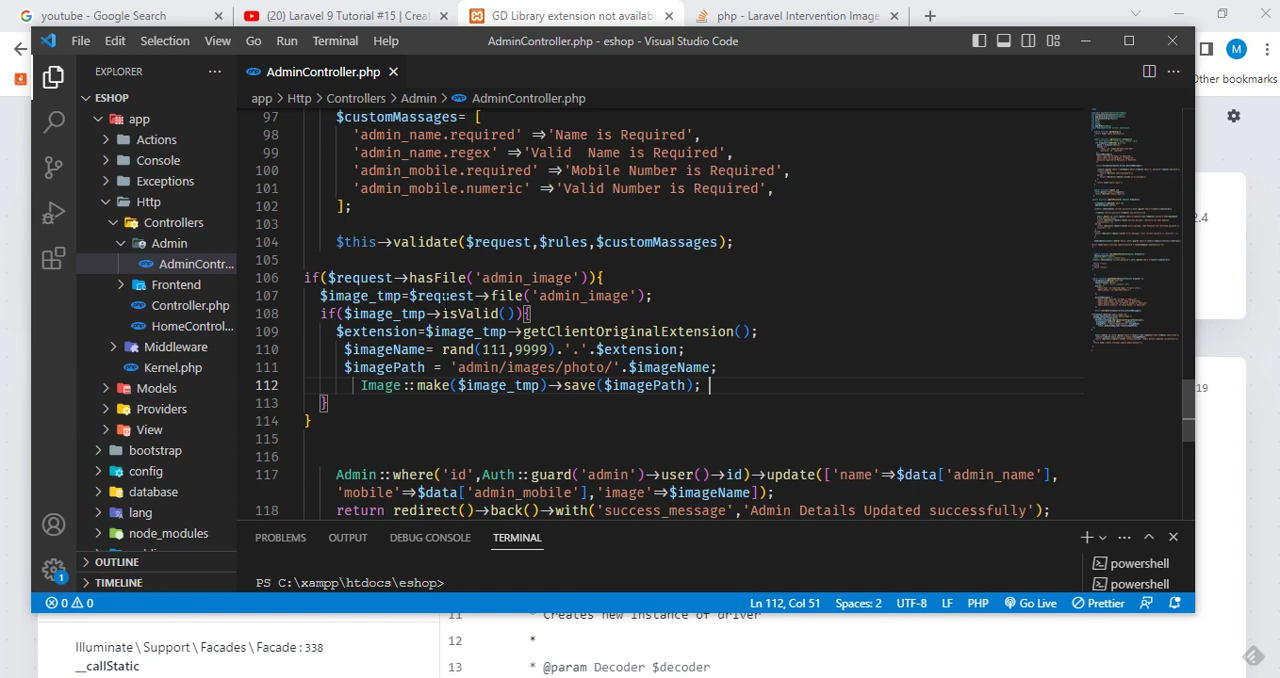 youtube - Google Search
(20) Laravel 9 Tutorial #15 | Creat
GD Library extension not availabl
php - Laravel Intervention Image
File Edit Selection View Go Run Terminal Help
AdminController.php - eshop - Visual Studio Code
M
Other bookmarks
EXPLORER
AdminController.php
ESHOP
app > Http > Controllers > Admin > AdminController.php
app
Actions
Console
Exceptions
Http
Controllers
Admin
AdminContr...
Frontend
Controller.php
HomeControl...
Middleware
Kernel.php
Models
Providers
View
bootstrap
config
database
lang
node_modules
OUTLINE
TIMELINE
97 $customMassages= [
98 'admin_name.required' =>'Name is Required',
99 'admin_name.regex' =>'Valid  Name is Required',
100 'admin_mobile.required' =>'Mobile Number is Required',
101 'admin_mobile.numeric' =>'Valid Number is Required',
102 ];
103
104 $this->validate($request,$rules,$customMassages);
105
106 if($request->hasFile('admin_image')){
107 $image_tmp=$request->file('admin_image');
108 if($image_tmp->isValid()){
109 $extension=$image_tmp->getClientOriginalExtension();
110 $imageName= rand(111,9999).'.'.$extension;
111 $imagePath = 'admin/images/photo/'.$imageName;
112 Image::make($image_tmp)->save($imagePath);
113 }
114 }
115
116
117 Admin::where('id',Auth::guard('admin')->user()->id)->update(['name'=>$data['admin_name'],
'mobile'=>$data['admin_mobile'],'image'=>$imageName]);
118 return redirect()->back()->with('success_message','Admin Details Updated successfully');
PROBLEMS OUTPUT DEBUG CONSOLE TERMINAL
powershell
PS C:\xampp\htdocs\eshop>
powershell
1
0 0
Ln 112, Col 51 Spaces: 2 UTF-8 LF PHP Go Live Prettier
2.4
19
11 * Creates new instance of driver
12 *
13 * @param Decoder $decoder
Illuminate \ Support \ Facades \ Facade : 338
__callStatic